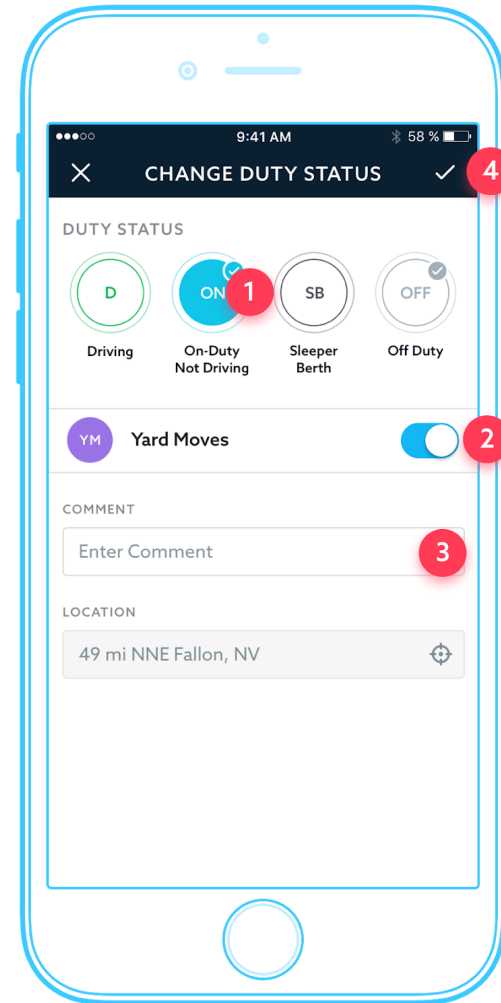 9:41 AM
58 %
CHANGE DUTY STATUS
4
DUTY STATUS
D
ON
1
SB
OFF
Driving
On-Duty
Not Driving
Sleeper
Berth
Off Duty
YM
Yard Moves
2
COMMENT
Enter Comment
3
LOCATION
49 mi NNE Fallon, NV